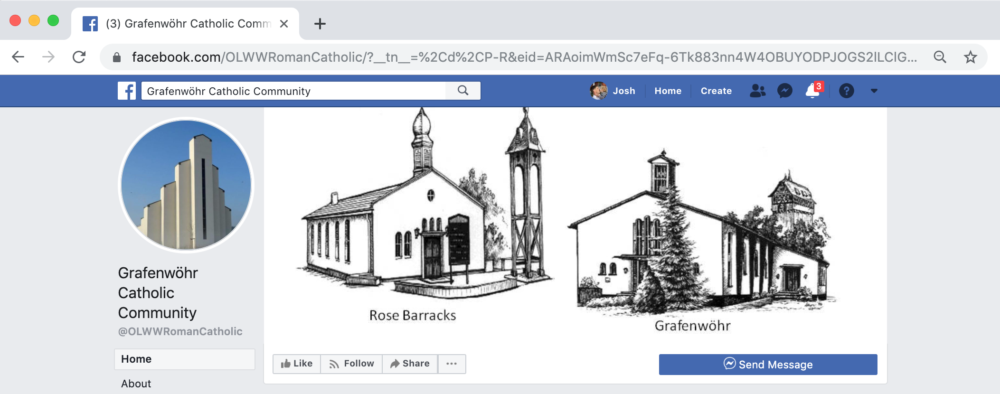 (3) Grafenwöhr Catholic Comm
facebook.com/OLWWRomanCatholic/?__tn__=%2Cd%2CP-R&eid=ARAoimWmSc7eFq-6Tk883nn4W4OBUYODPJOGS2lLClG...
Grafenwöhr Catholic Community
Josh Home Create 3
Grafenwöhr
Catholic
Community
@OLWWRomanCatholic
Home
About
Rose Barracks
Grafenwöhr
Like Follow Share ...
Send Message